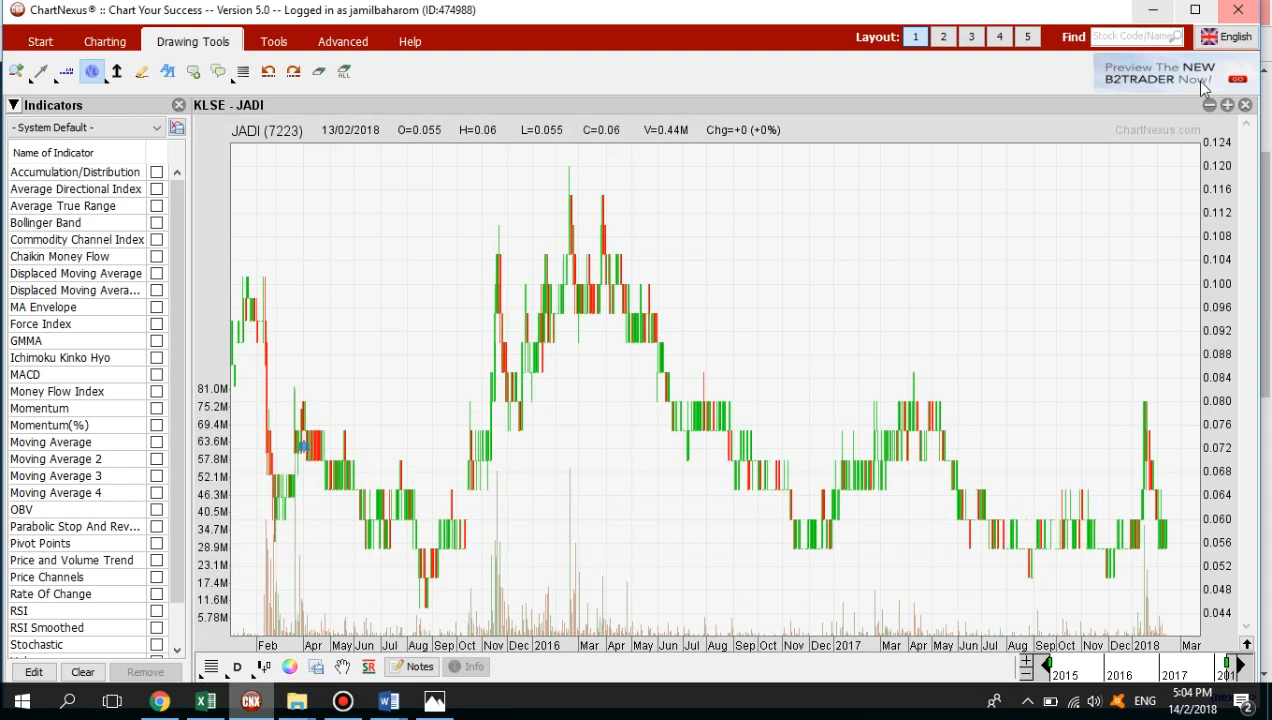 ChartNexus® :: Chart Your Success -- Version 5.0 -- Logged in as jamilbaharom (ID:474988)
Start Charting Drawing Tools Tools Advanced Help Layout: 1 2 3 4 5 Find Stock Code/Name English
ALL
Preview The NEW
B2TRADER Now! GO
Indicators
KLSE - JADI
- System Default -
JADI (7223) 13/02/2018 O=0.055 H=0.06 L=0.055 C=0.06 V=0.44M Chg=+0 (+0%) ChartNexus.com
Name of Indicator
Accumulation/Distribution
Average Directional Index
Average True Range
Bollinger Band
Commodity Channel Index
Chaikin Money Flow
Displaced Moving Average
Displaced Moving Avera...
MA Envelope
Force Index
GMMA
Ichimoku Kinko Hyo
MACD
Money Flow Index
Momentum
Momentum(%)
Moving Average
Moving Average 2
Moving Average 3
Moving Average 4
OBV
Parabolic Stop And Rev...
Pivot Points
Price and Volume Trend
Price Channels
Rate Of Change
RSI
RSI Smoothed
Stochastic
Edit Clear Remove
81.0M
75.2M
69.4M
63.6M
57.8M
52.1M
46.3M
40.5M
34.7M
28.9M
23.1M
17.4M
11.6M
5.78M
0.124
0.120
0.116
0.112
0.108
0.104
0.100
0.096
0.092
0.088
0.084
0.080
0.076
0.072
0.068
0.064
0.060
0.056
0.052
0.048
0.044
Feb Apr May Jun Jul Aug Sep Oct Nov Dec 2016 Mar Apr May Jun Jul Aug Sep Oct Nov Dec 2017 Mar Apr May Jun Jul Aug Sep Oct Nov Dec 2018 Mar
D SR Notes Info
2015 2016 2017 201
CNX
ENG
5:04 PM
14/2/2018
2